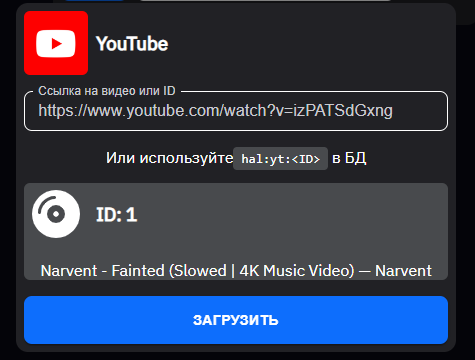 YouTube
Ссылка на видео или ID
https://www.youtube.com/watch?v=izPATSdGxng
Или используйте hal:yt:<ID> в БД
ID: 1
Narvent - Fainted (Slowed | 4K Music Video) — Narvent
ЗАГРУЗИТЬ